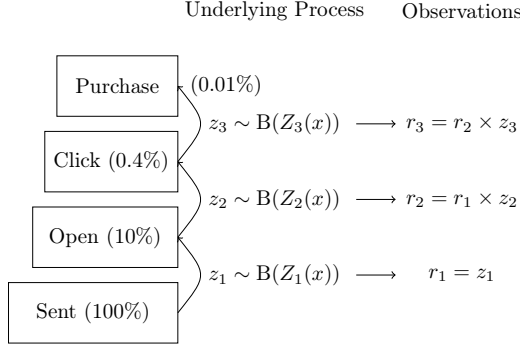 Underlying Process Observations
Purchase (0.01%)
z₃ ∼ B(Z₃(x)) r₃ = r₂ × z₃
Click (0.4%)
z₂ ∼ B(Z₂(x)) r₂ = r₁ × z₂
Open (10%)
z₁ ∼ B(Z₁(x)) r₁ = z₁
Sent (100%)